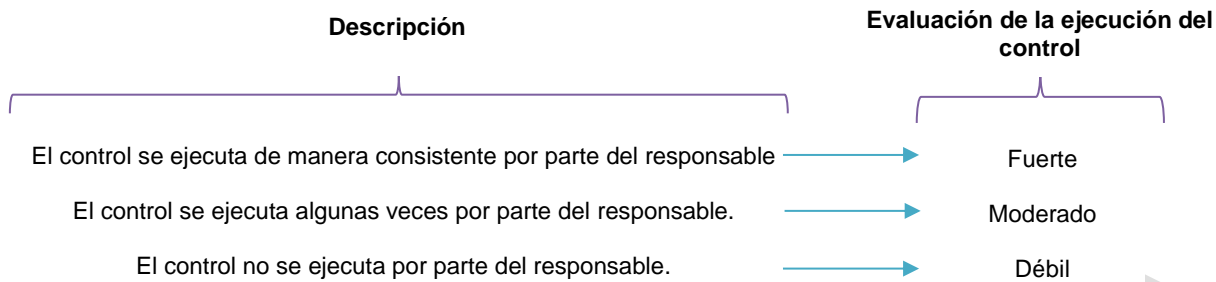 Descripción
Evaluación de la ejecución del
control
El control se ejecuta de manera consistente por parte del responsable
Fuerte
El control se ejecuta algunas veces por parte del responsable.
Moderado
El control no se ejecuta por parte del responsable.
Débil